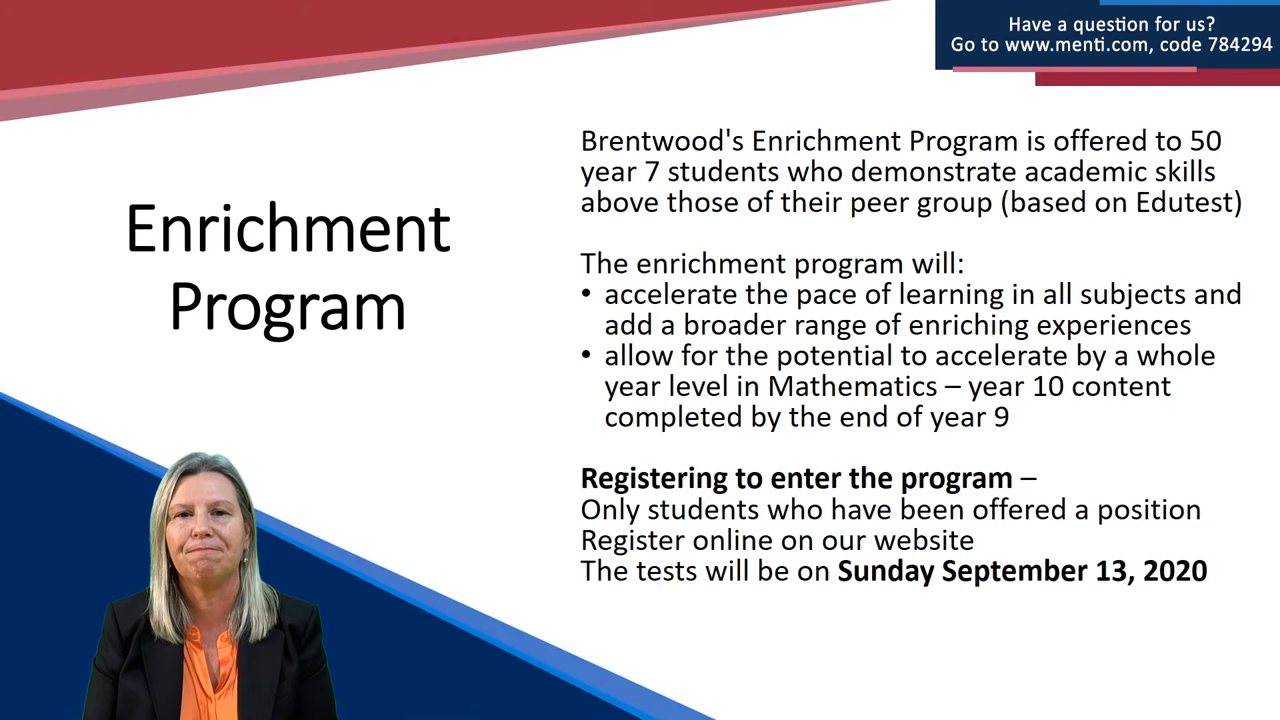 Have a question for us?
Go to www.menti.com, code 784294
Enrichment
Program
Brentwood's Enrichment Program is offered to 50
year 7 students who demonstrate academic skills
above those of their peer group (based on Edutest)
The enrichment program will:
• accelerate the pace of learning in all subjects and
add a broader range of enriching experiences
• allow for the potential to accelerate by a whole
year level in Mathematics – year 10 content
completed by the end of year 9
Registering to enter the program –
Only students who have been offered a position
Register online on our website
The tests will be on Sunday September 13, 2020